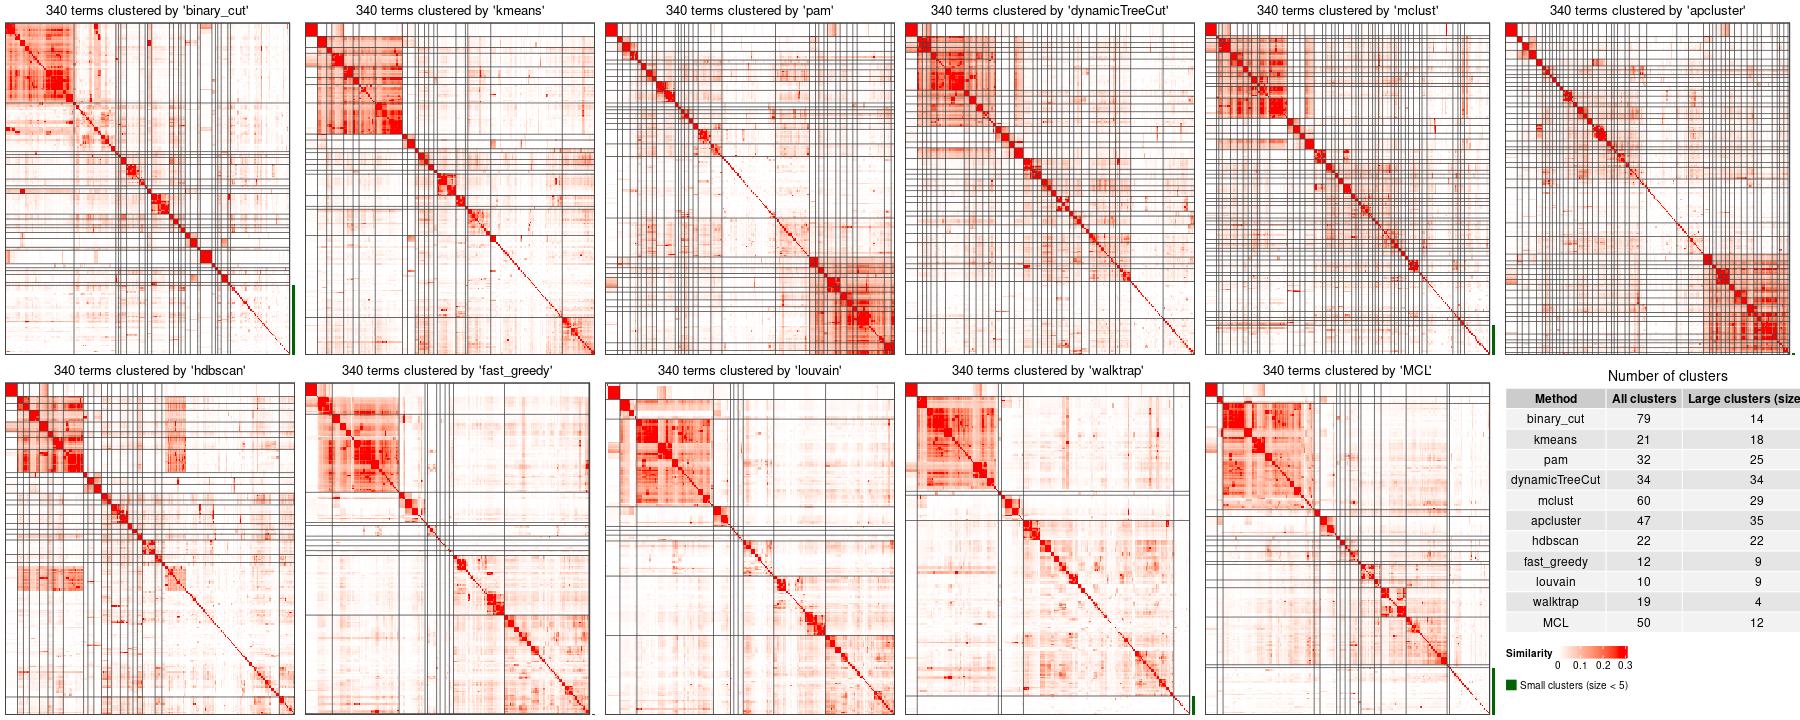 340 terms clustered by 'binary_cut'
340 terms clustered by 'kmeans'
340 terms clustered by 'pam'
340 terms clustered by 'dynamicTreeCut'
340 terms clustered by 'mclust'
340 terms clustered by 'apcluster'
340 terms clustered by 'hdbscan'
340 terms clustered by 'fast_greedy'
340 terms clustered by 'louvain'
340 terms clustered by 'walktrap'
340 terms clustered by 'MCL'
Number of clusters
Method All clusters Large clusters (size
binary_cut 79 14
kmeans 21 18
pam 32 25
dynamicTreeCut 34 34
mclust 60 29
apcluster 47 35
hdbscan 22 22
fast_greedy 12 9
louvain 10 9
walktrap 19 4
MCL 50 12
Similarity
0 0.1 0.2 0.3
Small clusters (size < 5)